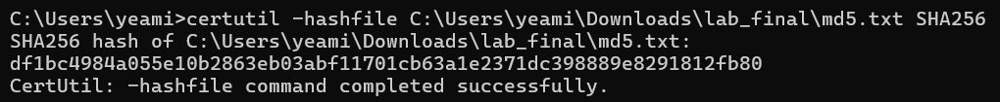 C:\Users\yeami>certutil -hashfile C:\Users\yeami\Downloads\lab_final\md5.txt SHA256
SHA256 hash of C:\Users\yeami\Downloads\lab_final\md5.txt:
df1bc4984a055e10b2863eb03abf11701cb63a1e2371dc398889e8291812fb80
CertUtil: -hashfile command completed successfully.